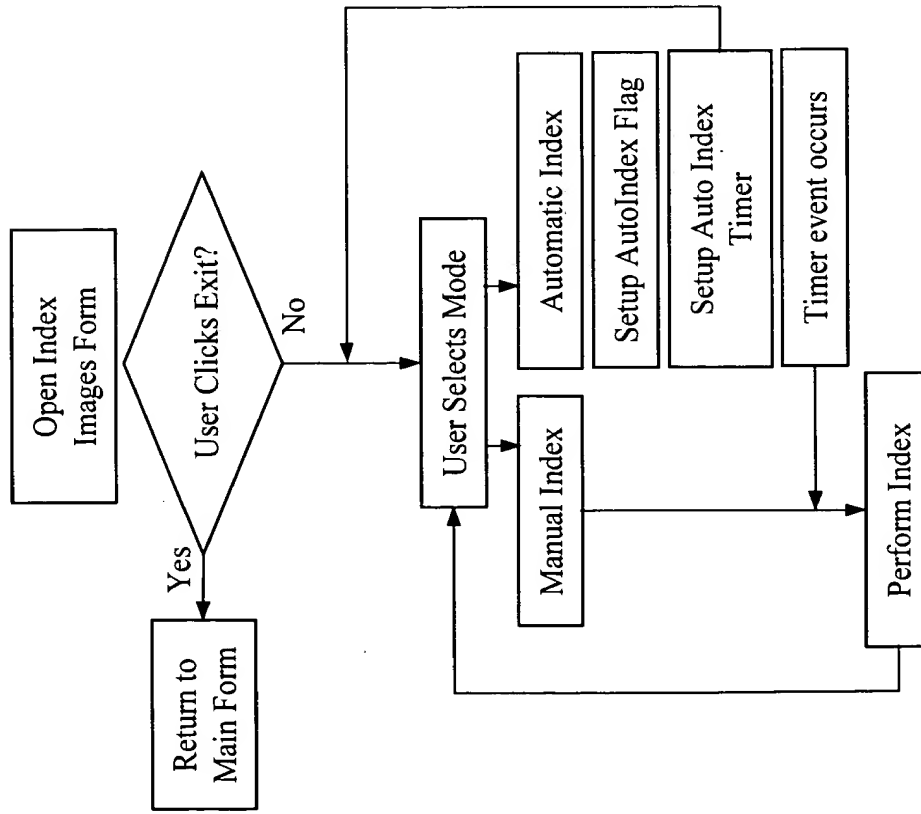 Open Index
Images Form
User Clicks Exit?
Yes
No
Return to
Main Form
User Selects Mode
Manual Index
Automatic Index
Setup AutoIndex Flag
Setup Auto Index
Timer
Timer event occurs
Perform Index